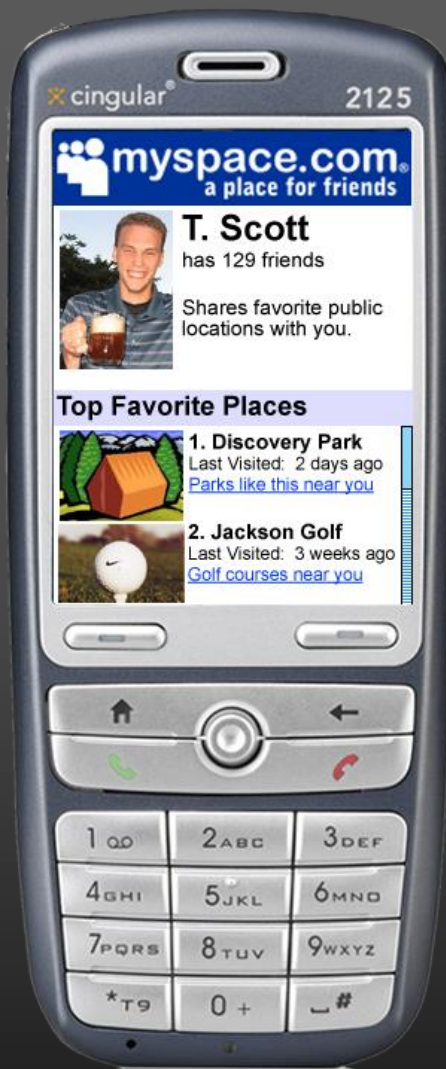 cingular®
2125
myspace.com®
a place for friends
T. Scott
has 129 friends
Shares favorite public
locations with you.
Top Favorite Places
1. Discovery Park
Last Visited: 2 days ago
Parks like this near you
2. Jackson Golf
Last Visited: 3 weeks ago
Golf courses near you
1 2ABC 3DEF
4GHI 5JKL 6MNO
7PQRS 8TUV 9WXYZ
*T9 0 + #